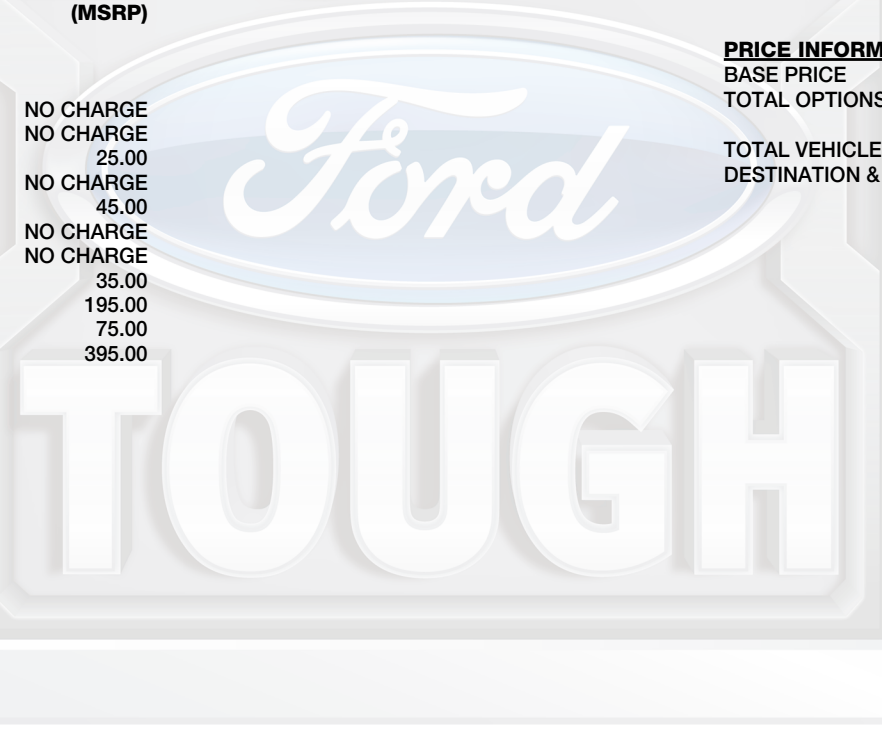 (MSRP)
NO CHARGE
NO CHARGE
25.00
NO CHARGE
45.00
NO CHARGE
NO CHARGE
35.00
195.00
75.00
395.00
PRICE INFORM
BASE PRICE
TOTAL OPTIONS
TOTAL VEHICLE
DESTINATION &
Ford
TOUGH